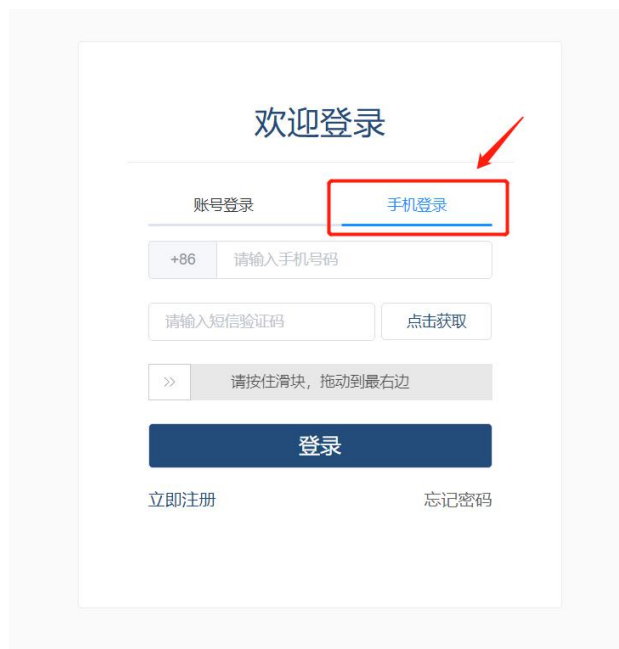 欢迎登录
账号登录 手机登录
+86 请输入手机号码
请输入短信验证码 点击获取
请按住滑块，拖动到最右边
登录
立即注册 忘记密码